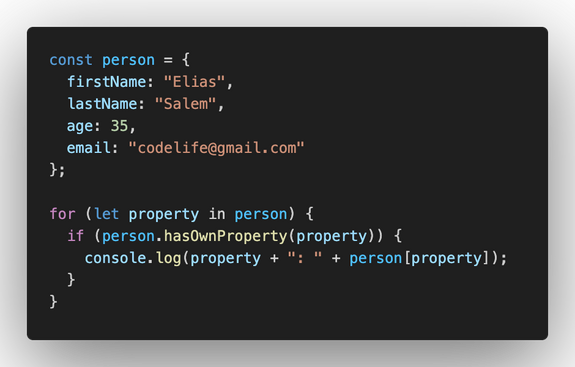 const person = {
  firstName: "Elias",
  lastName: "Salem",
  age: 35,
  email: "codelife@gmail.com"
};

for (let property in person) {
  if (person.hasOwnProperty(property)) {
    console.log(property + ": " + person[property]);
  }
}